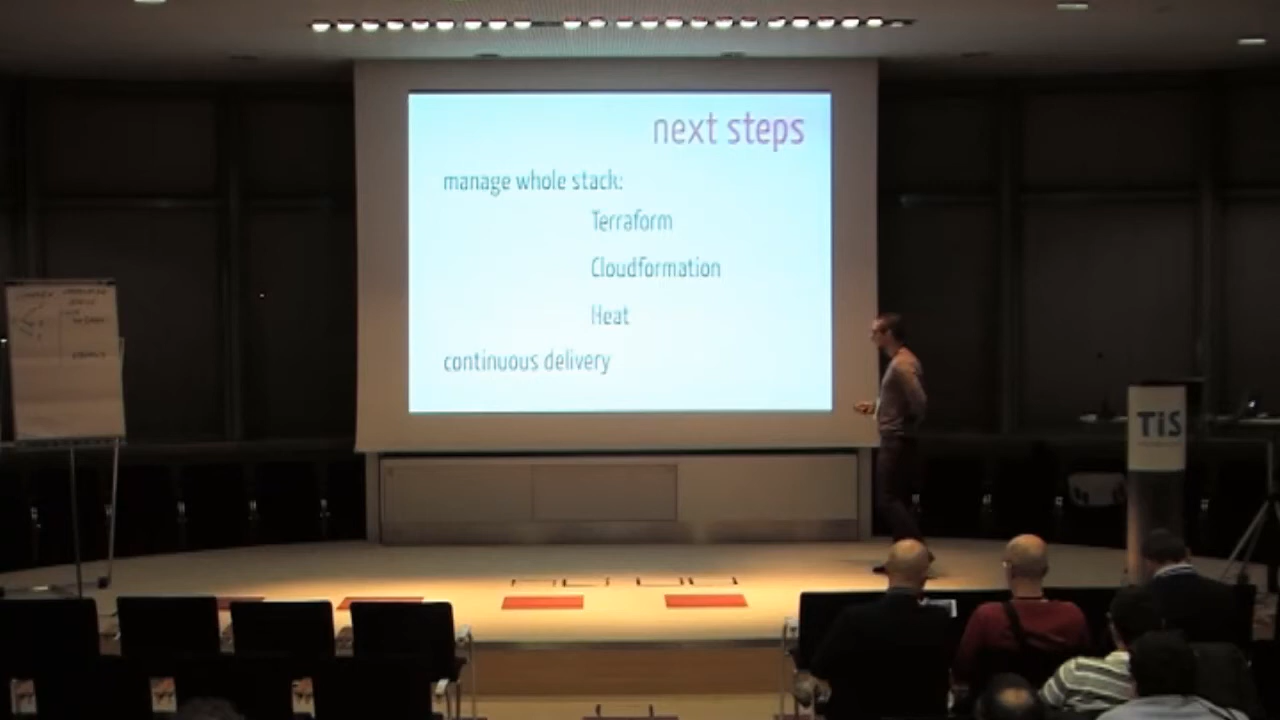 next steps
manage whole stack:
Terraform
Cloudformation
Heat
continuous delivery
TiS